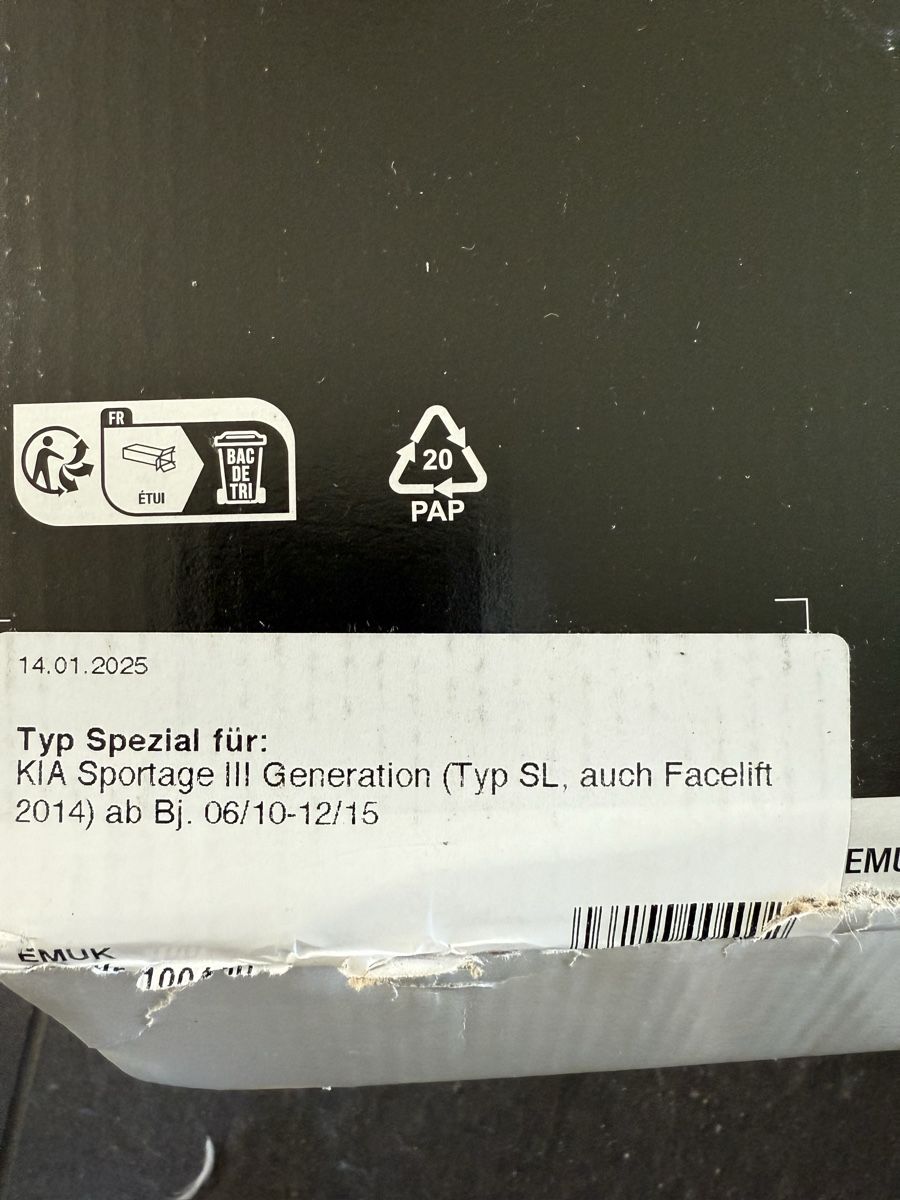 FR
ÉTUI
BAC
DE
TRI
20
PAP
14.01.2025
Typ Spezial für:
KIA Sportage III Generation (Typ SL, auch Facelift
2014) ab Bj. 06/10-12/15
EMUK